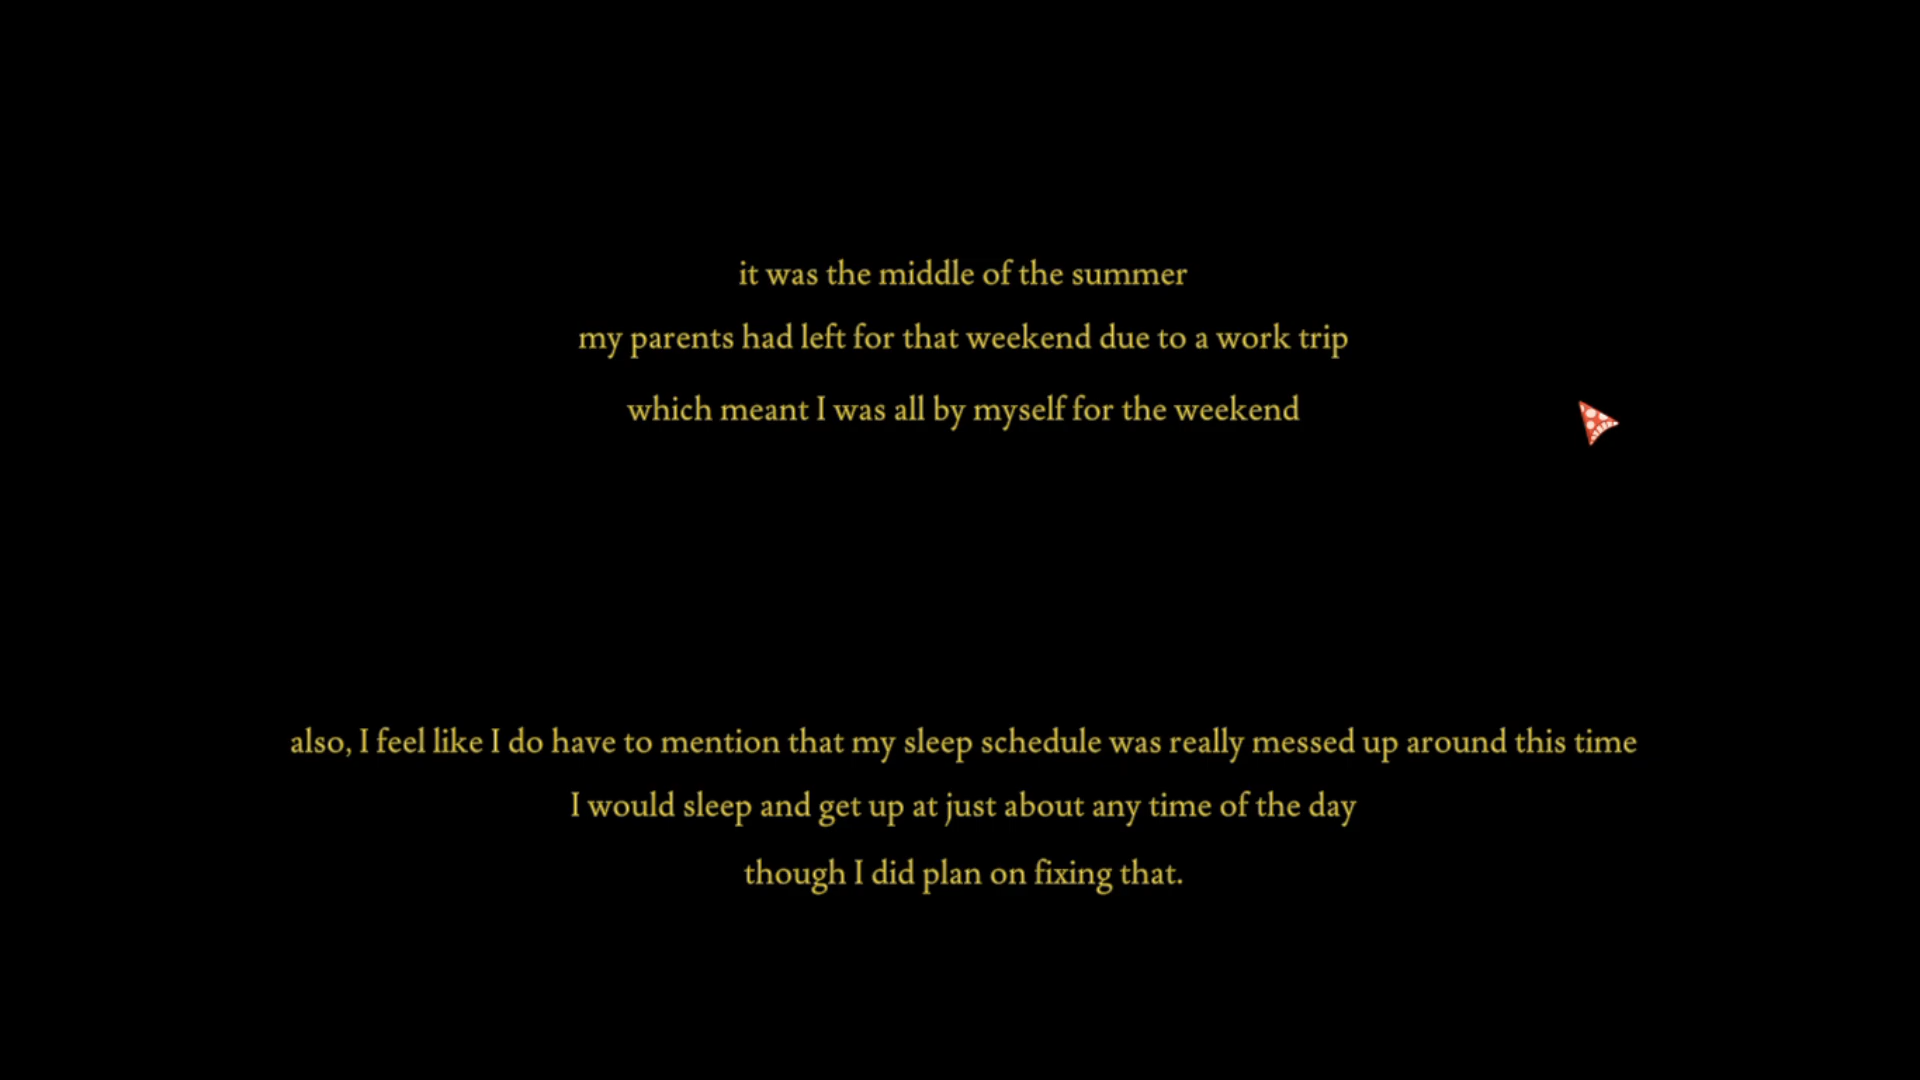 it was the middle of the summer
my parents had left for that weekend due to a work trip
which meant I was all by myself for the weekend
also, I feel like I do have to mention that my sleep schedule was really messed up around this time
I would sleep and get up at just about any time of the day
though I did plan on fixing that.